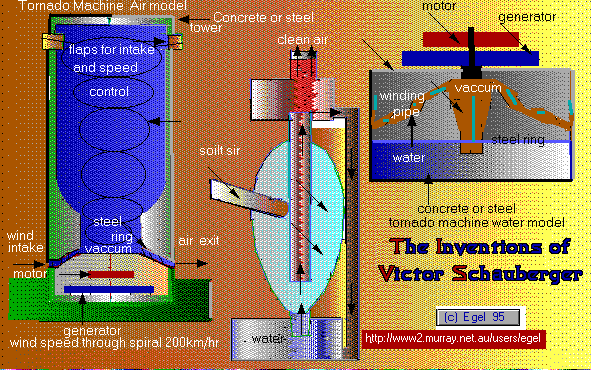 Tornado Machine Air model
Concrete or steel
tower
flaps for intake
and speed
control
steel
ring
vaccum
wind
intake
air exit
motor
generator
wind speed through spiral 200km/hr
clean air
soilt sir
water
motor
generator
vaccum
winding
pipe
steel ring
water
concrete or steel
tornado machine water model
The Inventions of
Victor Schauberger
(c) Egel 95
http://www2.murray.net.au/users/egel